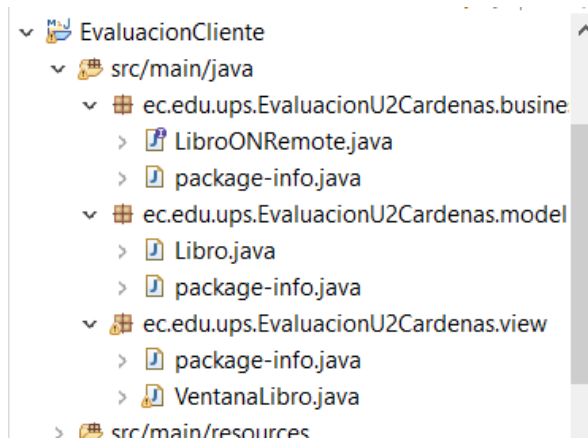 EvaluacionCliente
src/main/java
ec.edu.ups.EvaluacionU2Cardenas.busine
LibroONRemote.java
package-info.java
ec.edu.ups.EvaluacionU2Cardenas.model
Libro.java
package-info.java
ec.edu.ups.EvaluacionU2Cardenas.view
package-info.java
VentanaLibro.java
src/main/resources